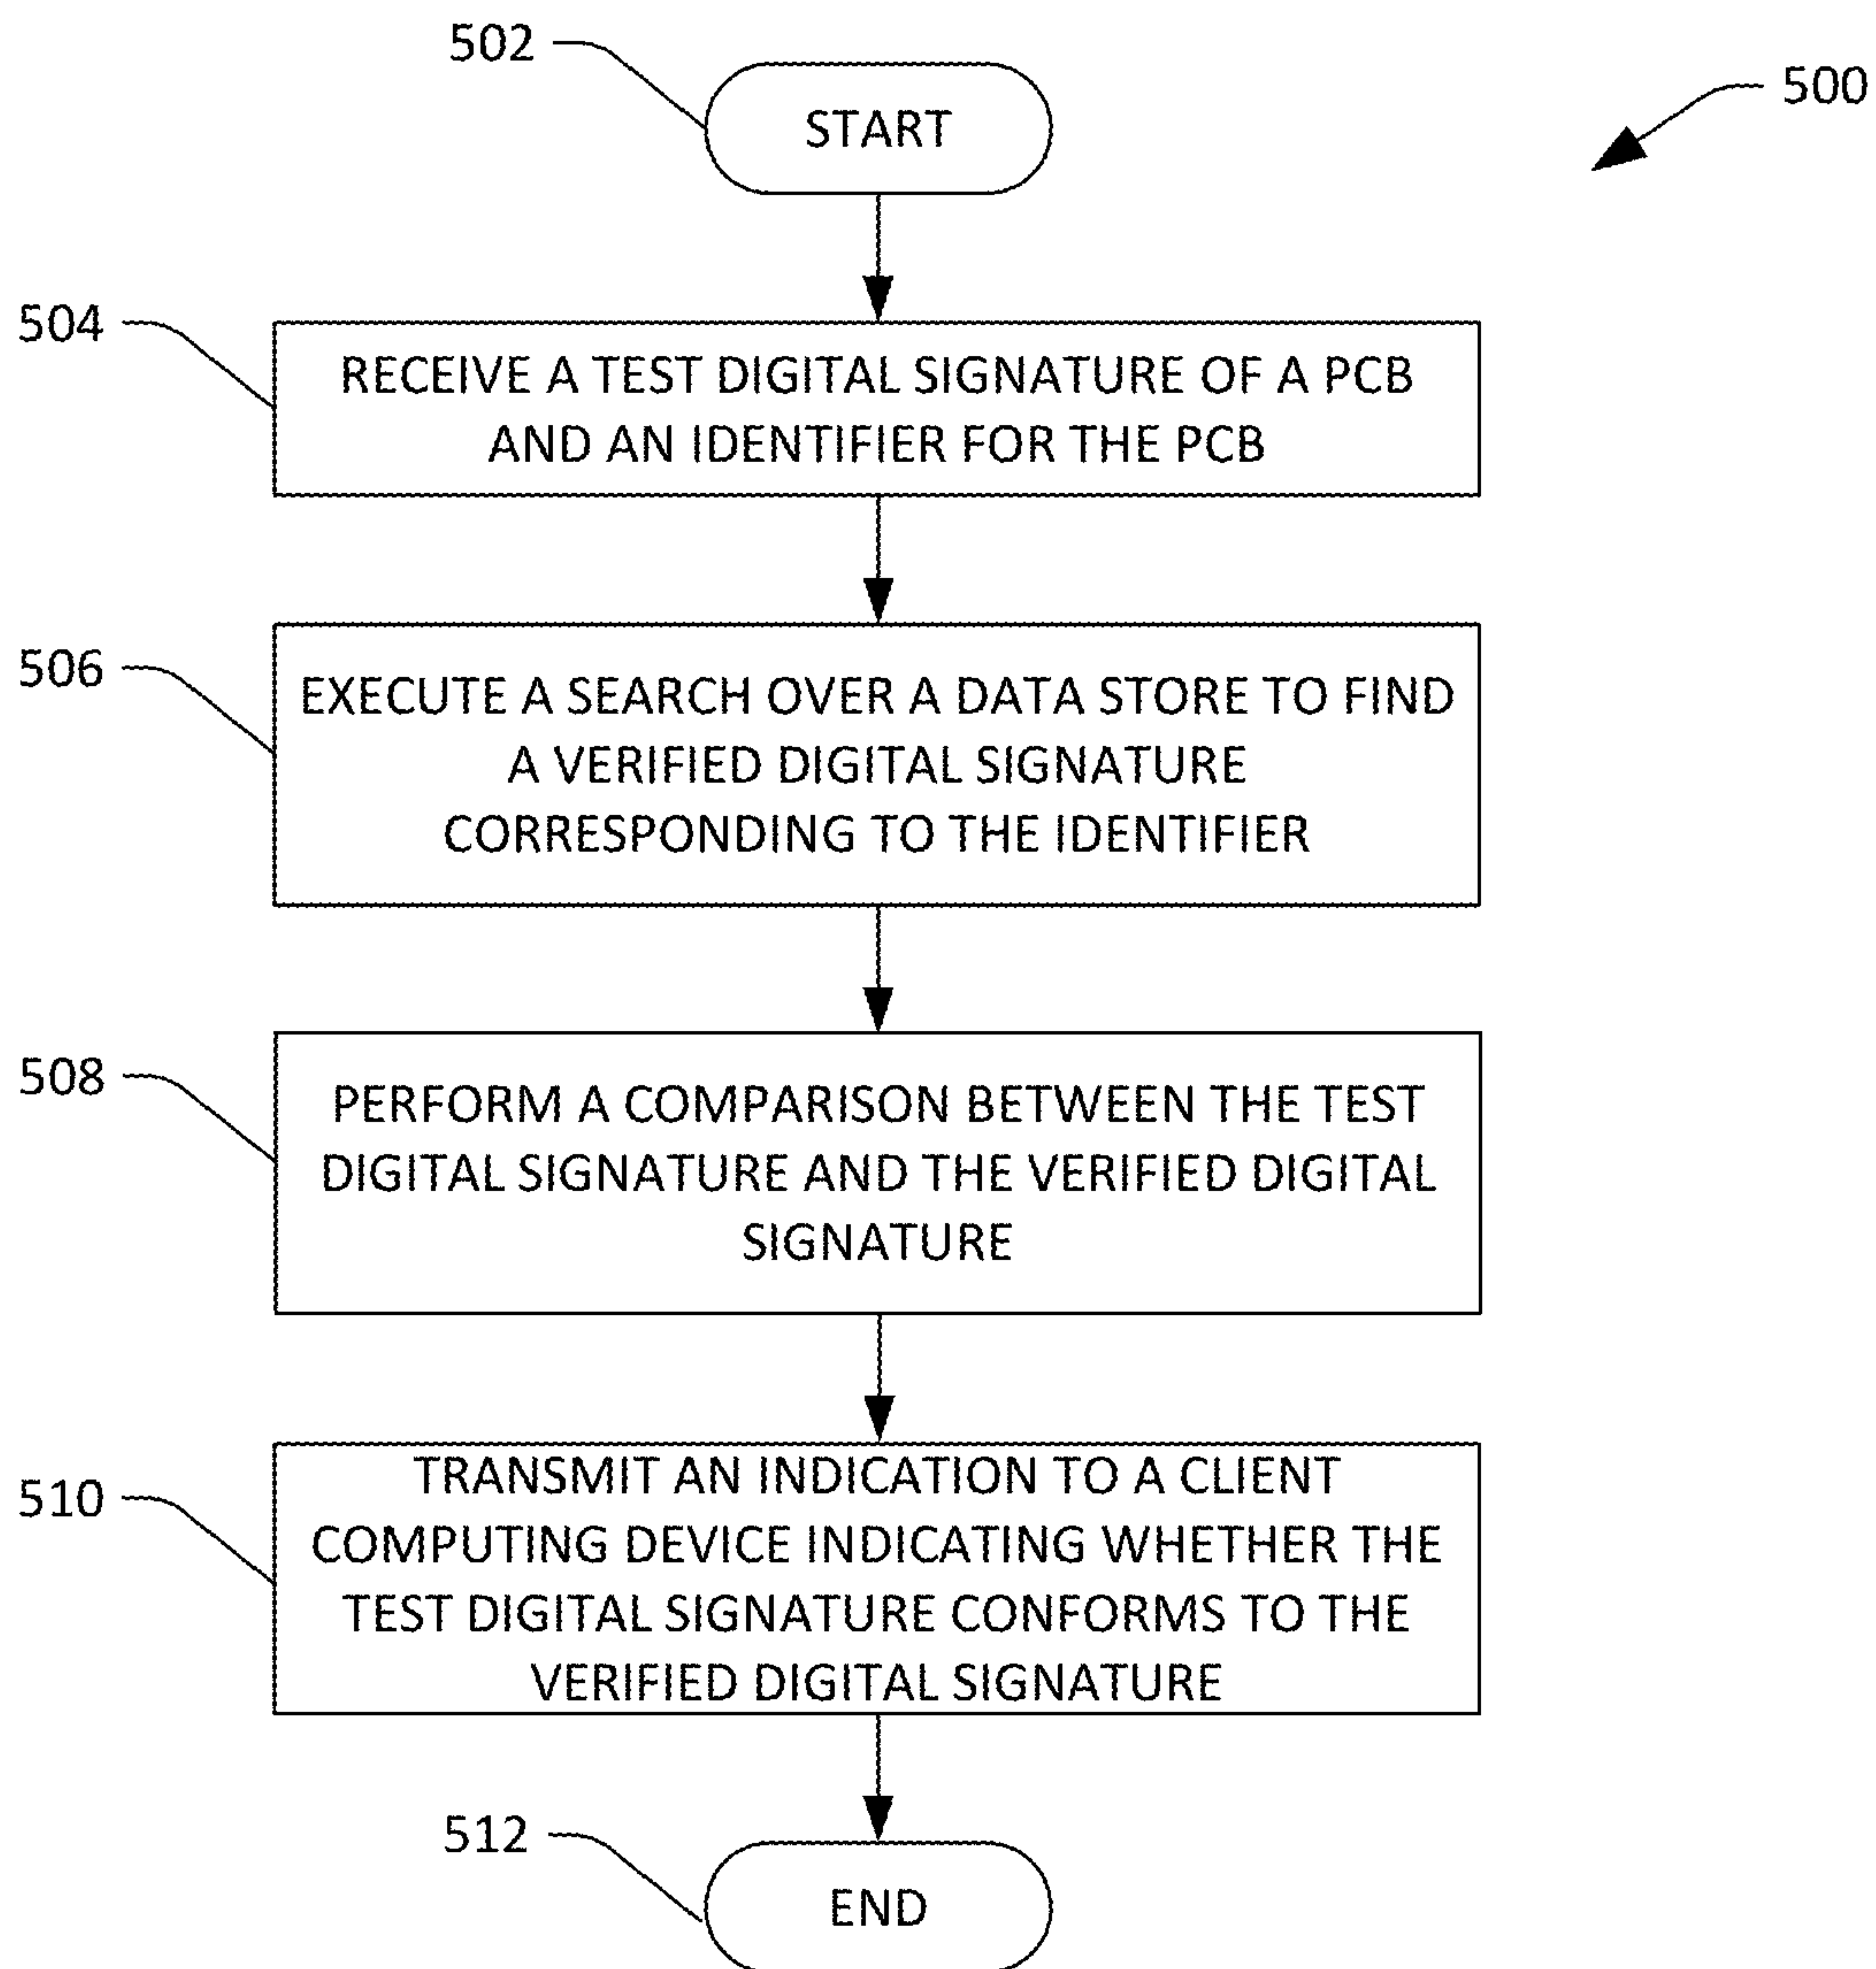 502
START
500
504
RECEIVE A TEST DIGITAL SIGNATURE OF A PCB
AND AN IDENTIFIER FOR THE PCB
506
EXECUTE A SEARCH OVER A DATA STORE TO FIND
A VERIFIED DIGITAL SIGNATURE
CORRESPONDING TO THE IDENTIFIER
508
PERFORM A COMPARISON BETWEEN THE TEST
DIGITAL SIGNATURE AND THE VERIFIED DIGITAL
SIGNATURE
510
TRANSMIT AN INDICATION TO A CLIENT
COMPUTING DEVICE INDICATING WHETHER THE
TEST DIGITAL SIGNATURE CONFORMS TO THE
VERIFIED DIGITAL SIGNATURE
512
END